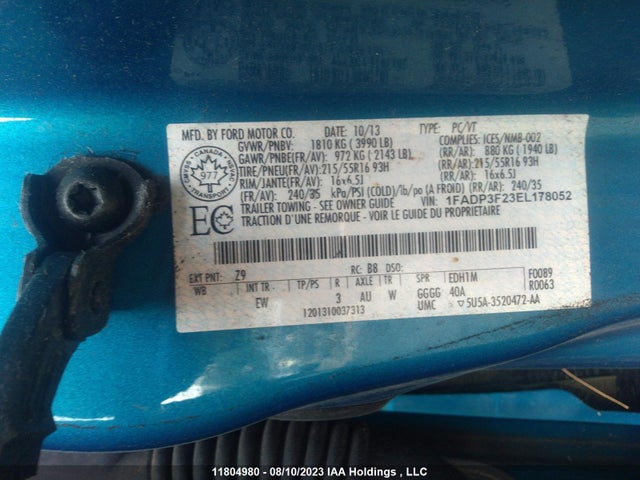 MFD. BY FORD MOTOR CO. DATE: 10/13 TYPE: PC/VT
GVWR/PNBV: 1810 KG ( 3990 LB) COMPLIES: ICES/NMB-002
GAWR/PNBE(FR/AV): 972 KG ( 2143 LB) (RR/AR): 880 KG ( 1940 LB)
TIRE/PNEU(FR/AV): 215/55R16 93H (RR/AR): 215/55R16 93H
RIM/JANTE(FR/AV): 16x6.5J (RR/AR): 16x6.5J
(FR/AV): 240/35 kPa/PSI (COLD)/lb/po (A FROID) (RR/AR): 240/35
TRAILER TOWING - SEE OWNER GUIDE VIN: 1FADP3F23EL178052
TRACTION DE REMORQUE - VOIR LE GUIDE DU PROPRIETAIRE
977
CANADA
EC
EXT PNT: Z9 RC: B8 DSO:
WB INT TR TP/PS R AXLE TR SPR EDH1M F0089
EW 3 AU W GGGG 40A R0063
1201310037313 UMC 5U5A-3520472-AA
11804980 - 08/10/2023 IAA Holdings , LLC